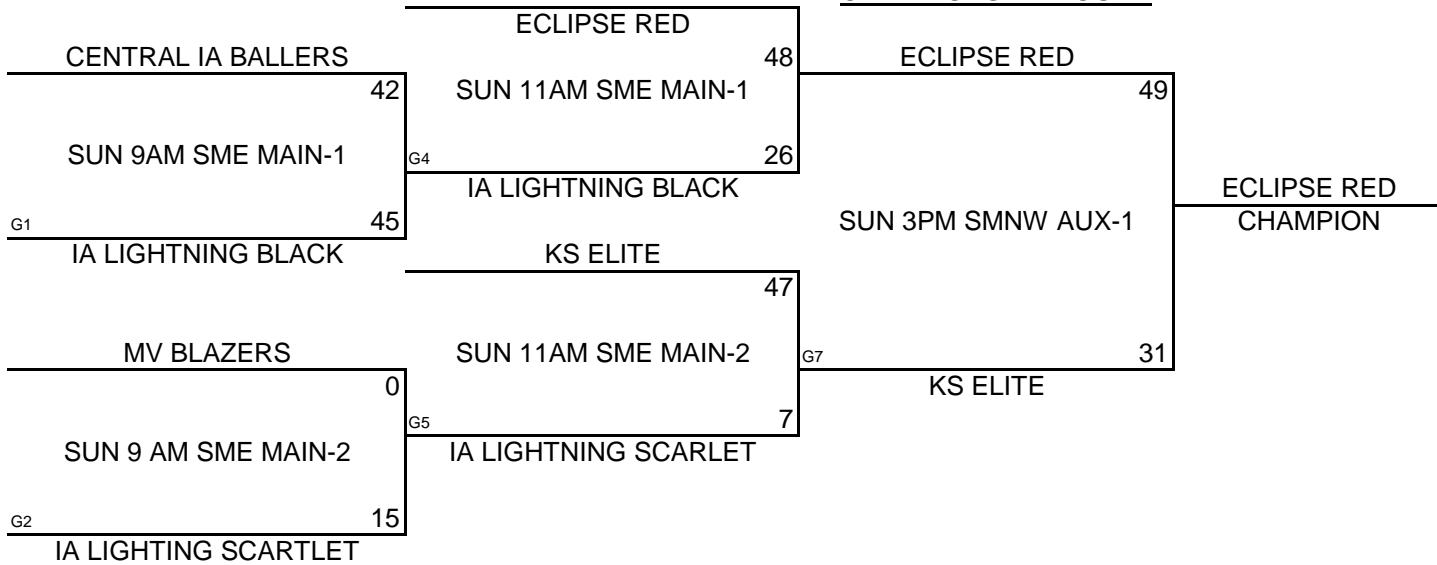 ECLIPSE RED
CENTRAL IA BALLERS
48
ECLIPSE RED
42
SUN 11AM SME MAIN-1
49
SUN 9AM SME MAIN-1
G4
26
IA LIGHTNING BLACK
ECLIPSE RED
G1
45
SUN 3PM SMNW AUX-1
CHAMPION
IA LIGHTNING BLACK
KS ELITE
47
MV BLAZERS
SUN 11AM SME MAIN-2
G7
31
0
KS ELITE
G5
7
SUN 9 AM SME MAIN-2
IA LIGHTNING SCARLET
G2
15
IA LIGHTING SCARTLET